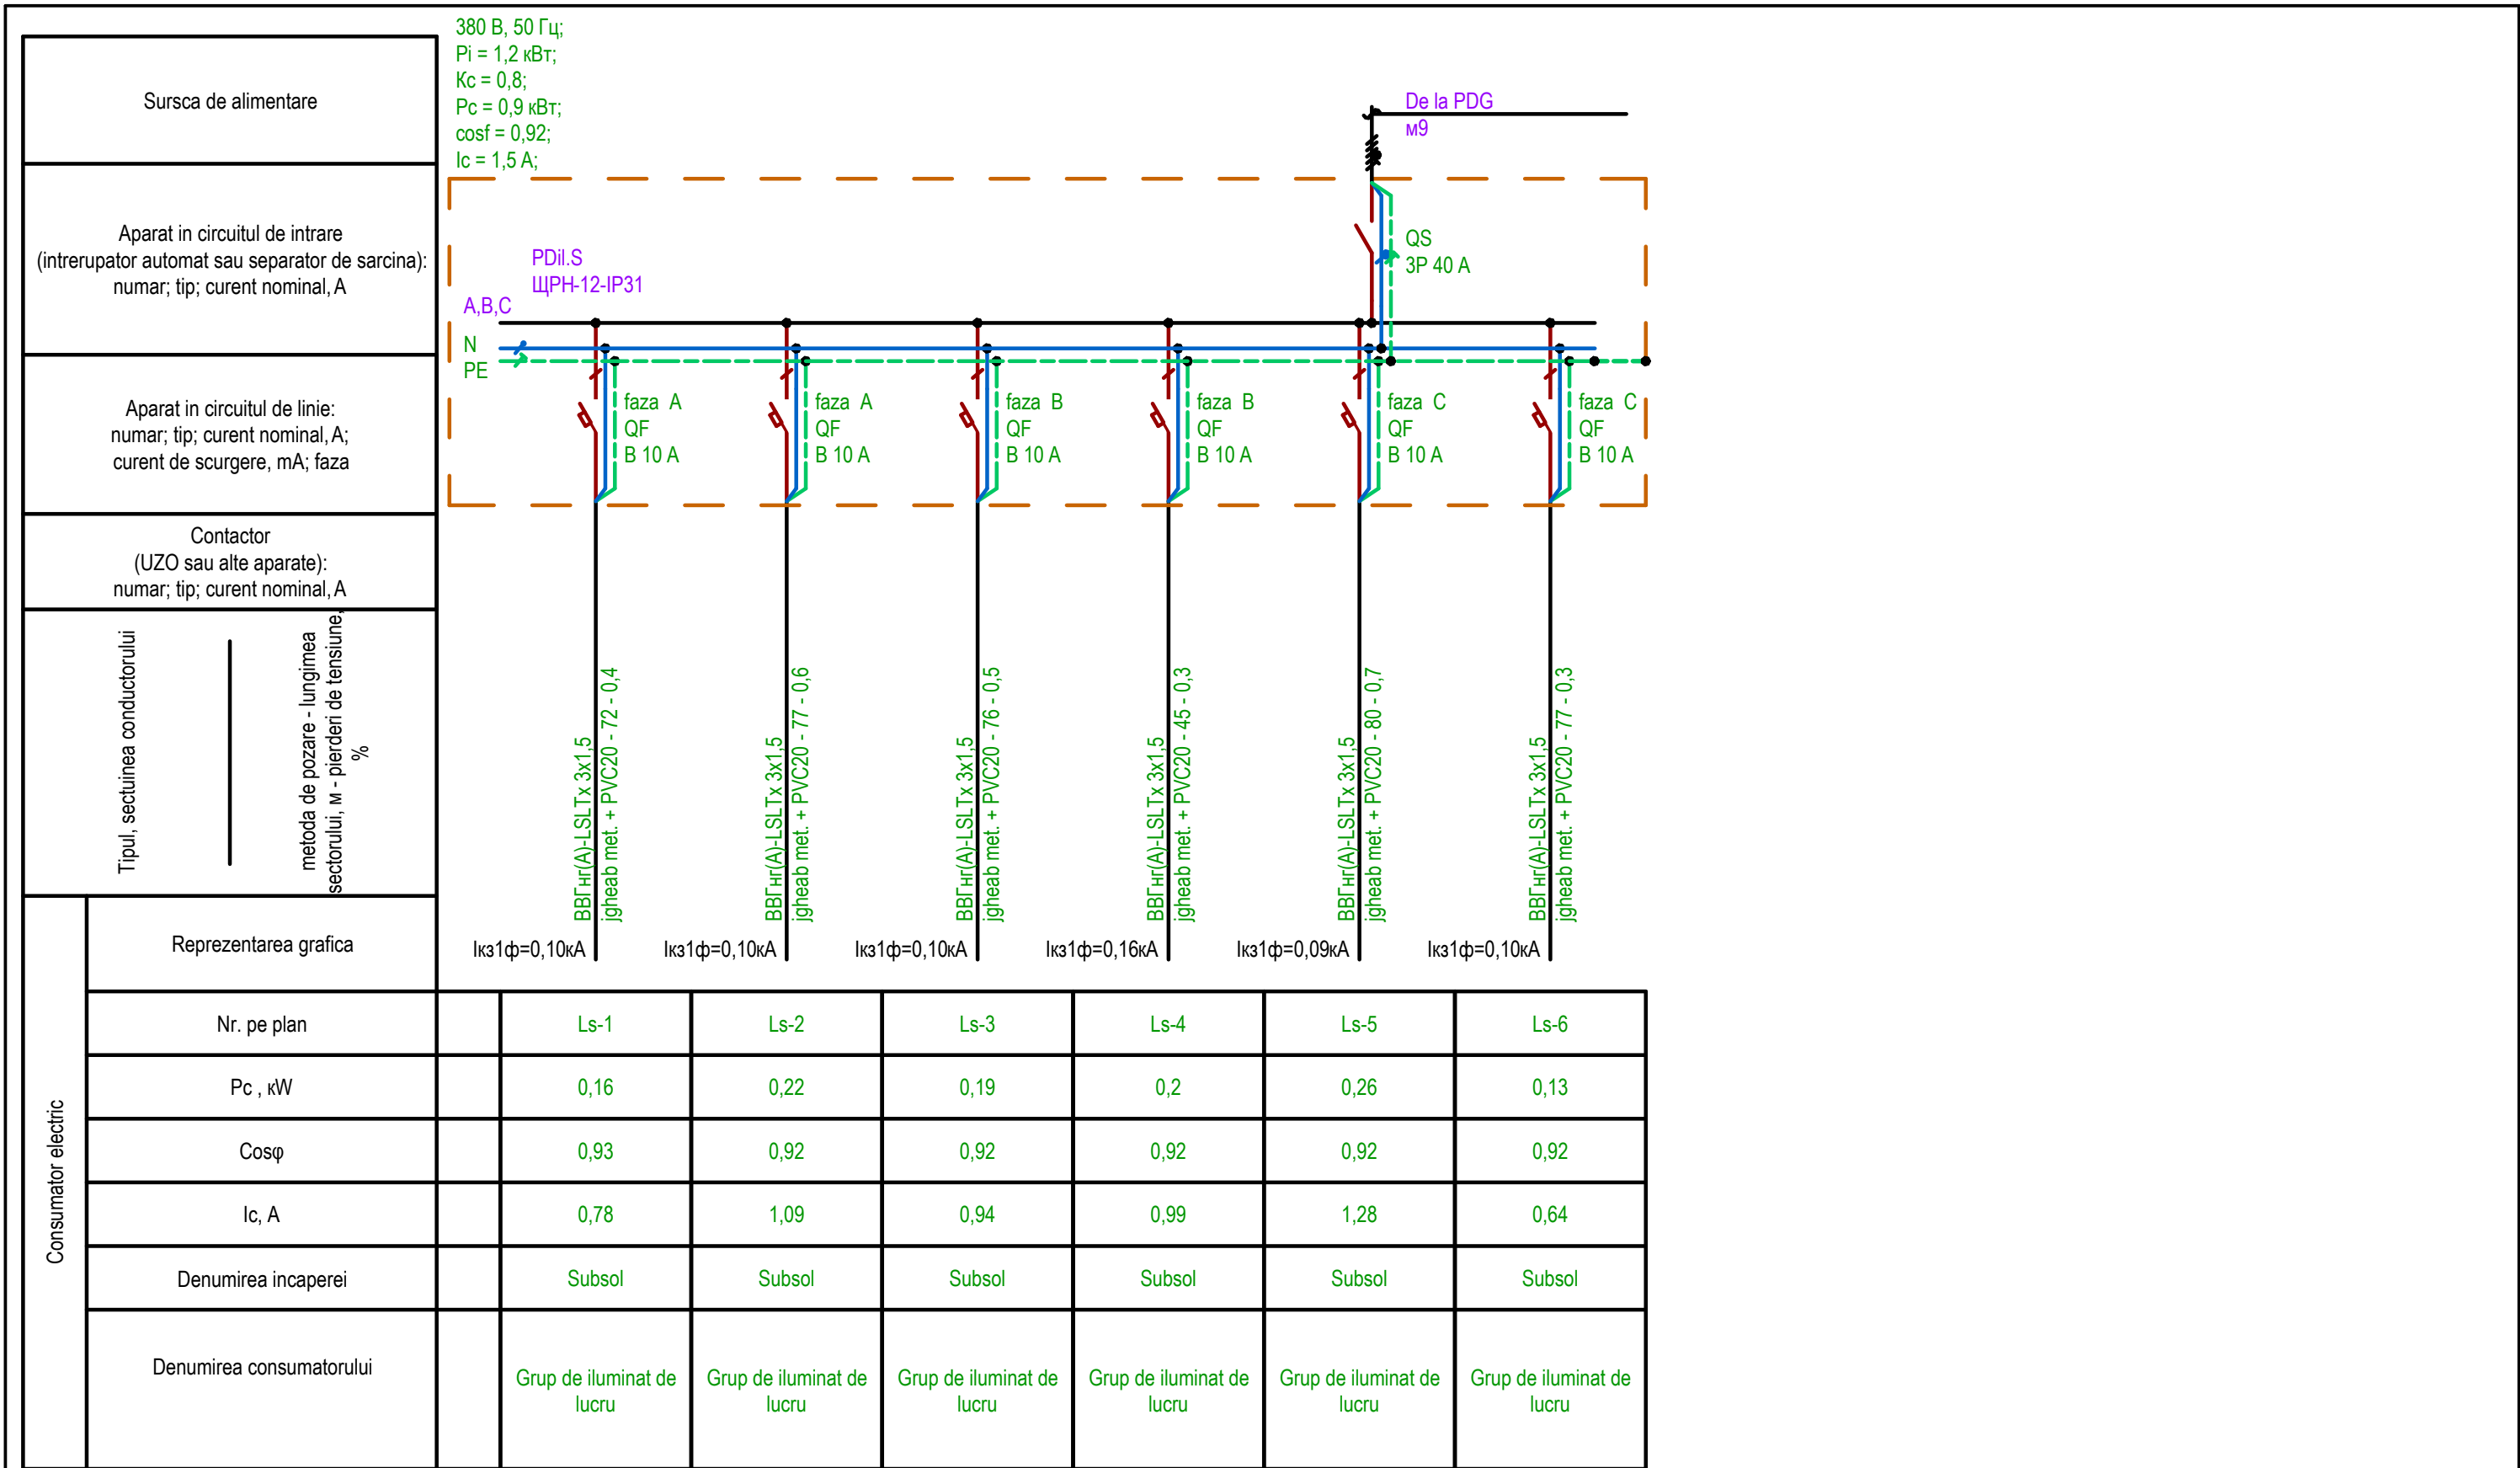 380 В, 50 Гц;
Pi = 1,2 кВт;
Кс = 0,8;
Рс = 0,9 кВт;
cosf = 0,92;
Ic = 1,5 A;
Sursca de alimentare
De la PDG
м9
Aparat in circuitul de intrare
(intrerupator automat sau separator de sarcina):
numar; tip; curent nominal, A
PDil.S
ЩРН-12-IP31
QS
3P 40 A
A,B,C
N
PE
Aparat in circuitul de linie:
numar; tip; curent nominal, A;
curent de scurgere, mA; faza
faza A
QF
B 10 A
faza A
QF
B 10 A
faza B
QF
B 10 A
faza B
QF
B 10 A
faza C
QF
B 10 A
faza C
QF
B 10 A
Contactor
(UZO sau alte aparate):
numar; tip; curent nominal, A
Tipul, sectuinea conductorului
metoda de pozare - lungimea
sectorului, м - pierderi de tensiune,
%
ВВГнг(A)-LSLTx 3x1,5
jgheab met. + PVC20 - 72 - 0,4
ВВГнг(A)-LSLTx 3x1,5
jgheab met. + PVC20 - 77 - 0,6
ВВГнг(A)-LSLTx 3x1,5
jgheab met. + PVC20 - 76 - 0,5
ВВГнг(A)-LSLTx 3x1,5
jgheab met. + PVC20 - 45 - 0,3
ВВГнг(A)-LSLTx 3x1,5
jgheab met. + PVC20 - 80 - 0,7
ВВГнг(A)-LSLTx 3x1,5
jgheab met. + PVC20 - 77 - 0,3
Consumator electric
Reprezentarea grafica
Iкз1ф=0,10кА
Iкз1ф=0,10кА
Iкз1ф=0,10кА
Iкз1ф=0,16кА
Iкз1ф=0,09кА
Iкз1ф=0,10кА
Nr. pe plan Ls-1 Ls-2 Ls-3 Ls-4 Ls-5 Ls-6
Pc , кW 0,16 0,22 0,19 0,2 0,26 0,13
Cosφ 0,93 0,92 0,92 0,92 0,92 0,92
Ic, A 0,78 1,09 0,94 0,99 1,28 0,64
Denumirea incaperei Subsol Subsol Subsol Subsol Subsol Subsol
Denumirea consumatorului
Grup de iluminat de
lucru
Grup de iluminat de
lucru
Grup de iluminat de
lucru
Grup de iluminat de
lucru
Grup de iluminat de
lucru
Grup de iluminat de
lucru